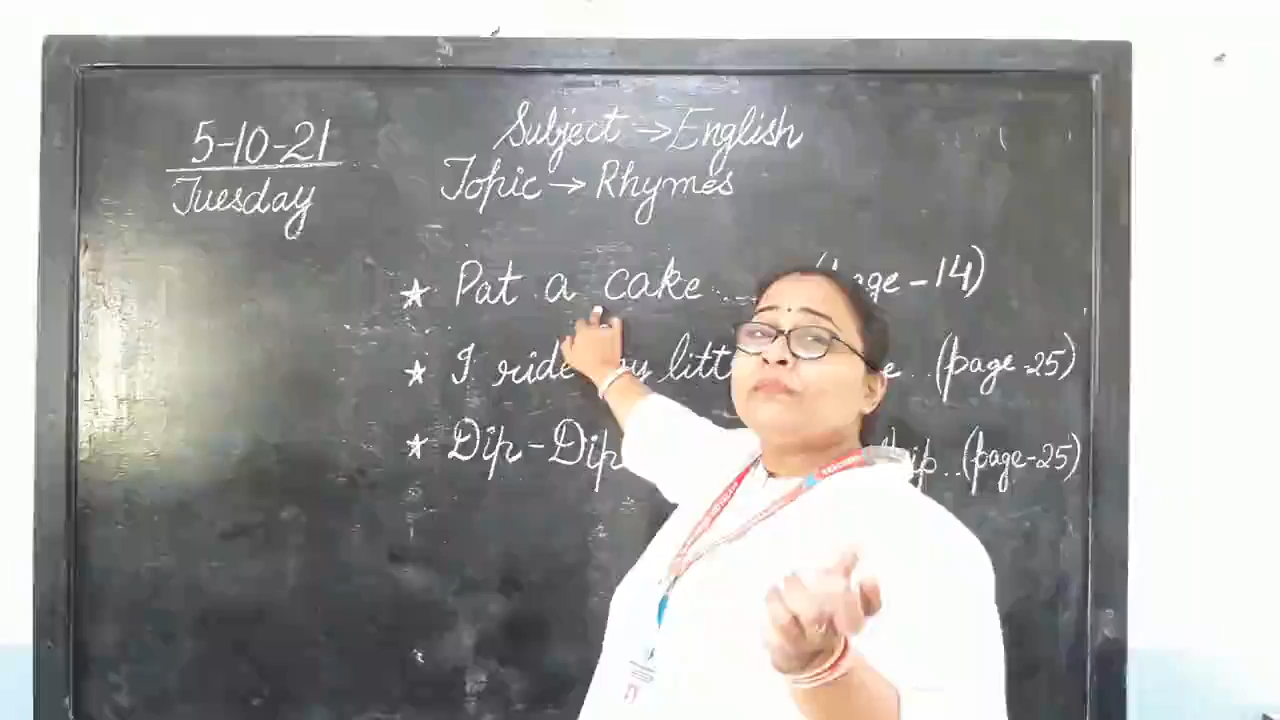 5-10-21
Tuesday
Subject → English
Topic → Rhymes
★ Pat a cake ... (page - 14)
★ I ride my little ... (page - 25)
★ Dip - Dip ... (page - 25)